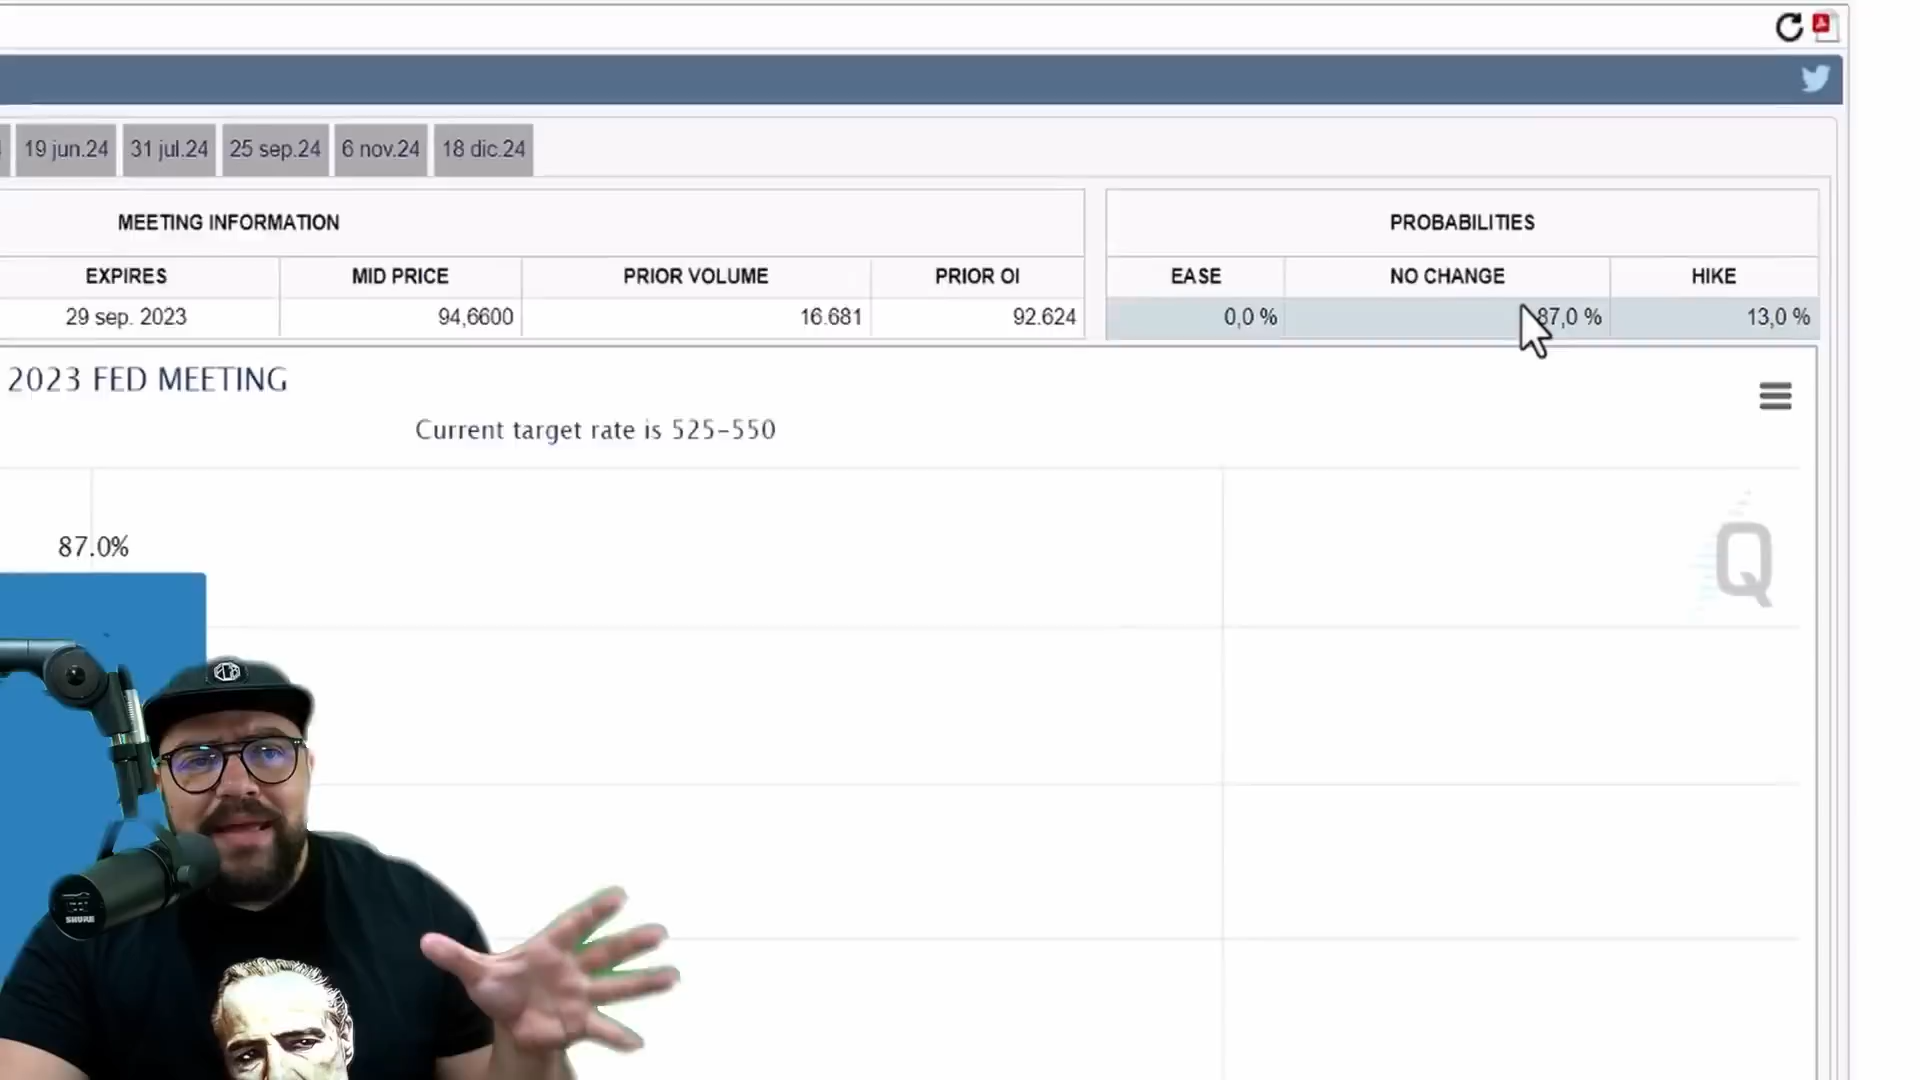 19 jun.24 31 jul.24 25 sep.24 6 nov.24 18 dic.24
MEETING INFORMATION
EXPIRES MID PRICE PRIOR VOLUME PRIOR OI
29 sep. 2023 94,6600 16.681 92.624
PROBABILITIES
EASE NO CHANGE HIKE
0,0 % 87,0 % 13,0 %
2023 FED MEETING
Current target rate is 525-550
87.0%
Q
SHURE